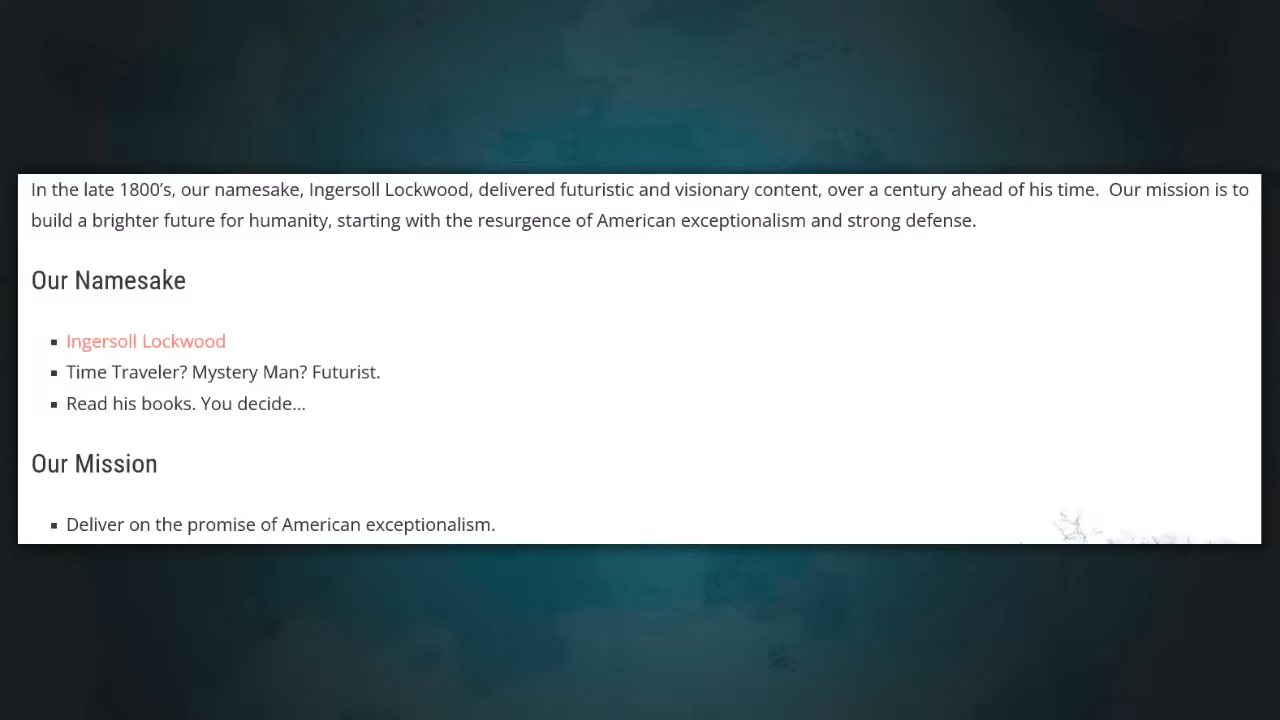 In the late 1800’s, our namesake, Ingersoll Lockwood, delivered futuristic and visionary content, over a century ahead of his time.  Our mission is to
build a brighter future for humanity, starting with the resurgence of American exceptionalism and strong defense.
Our Namesake
▪ Ingersoll Lockwood
▪ Time Traveler? Mystery Man? Futurist.
▪ Read his books. You decide…
Our Mission
▪ Deliver on the promise of American exceptionalism.